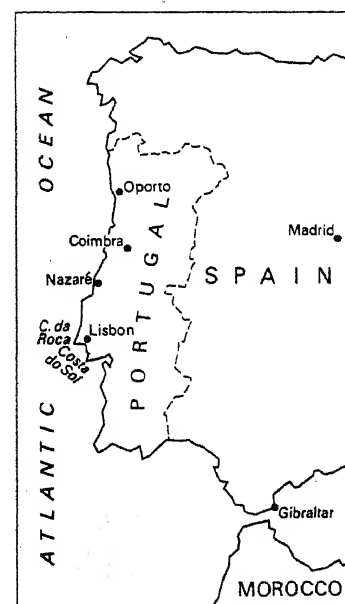 ATLANTIC OCEAN
Oporto
Coimbra
Madrid
Nazaré
SPAIN
PORTUGAL
C. da
Roca
Lisbon
Costa
do Sol
Gibraltar
MOROCCO